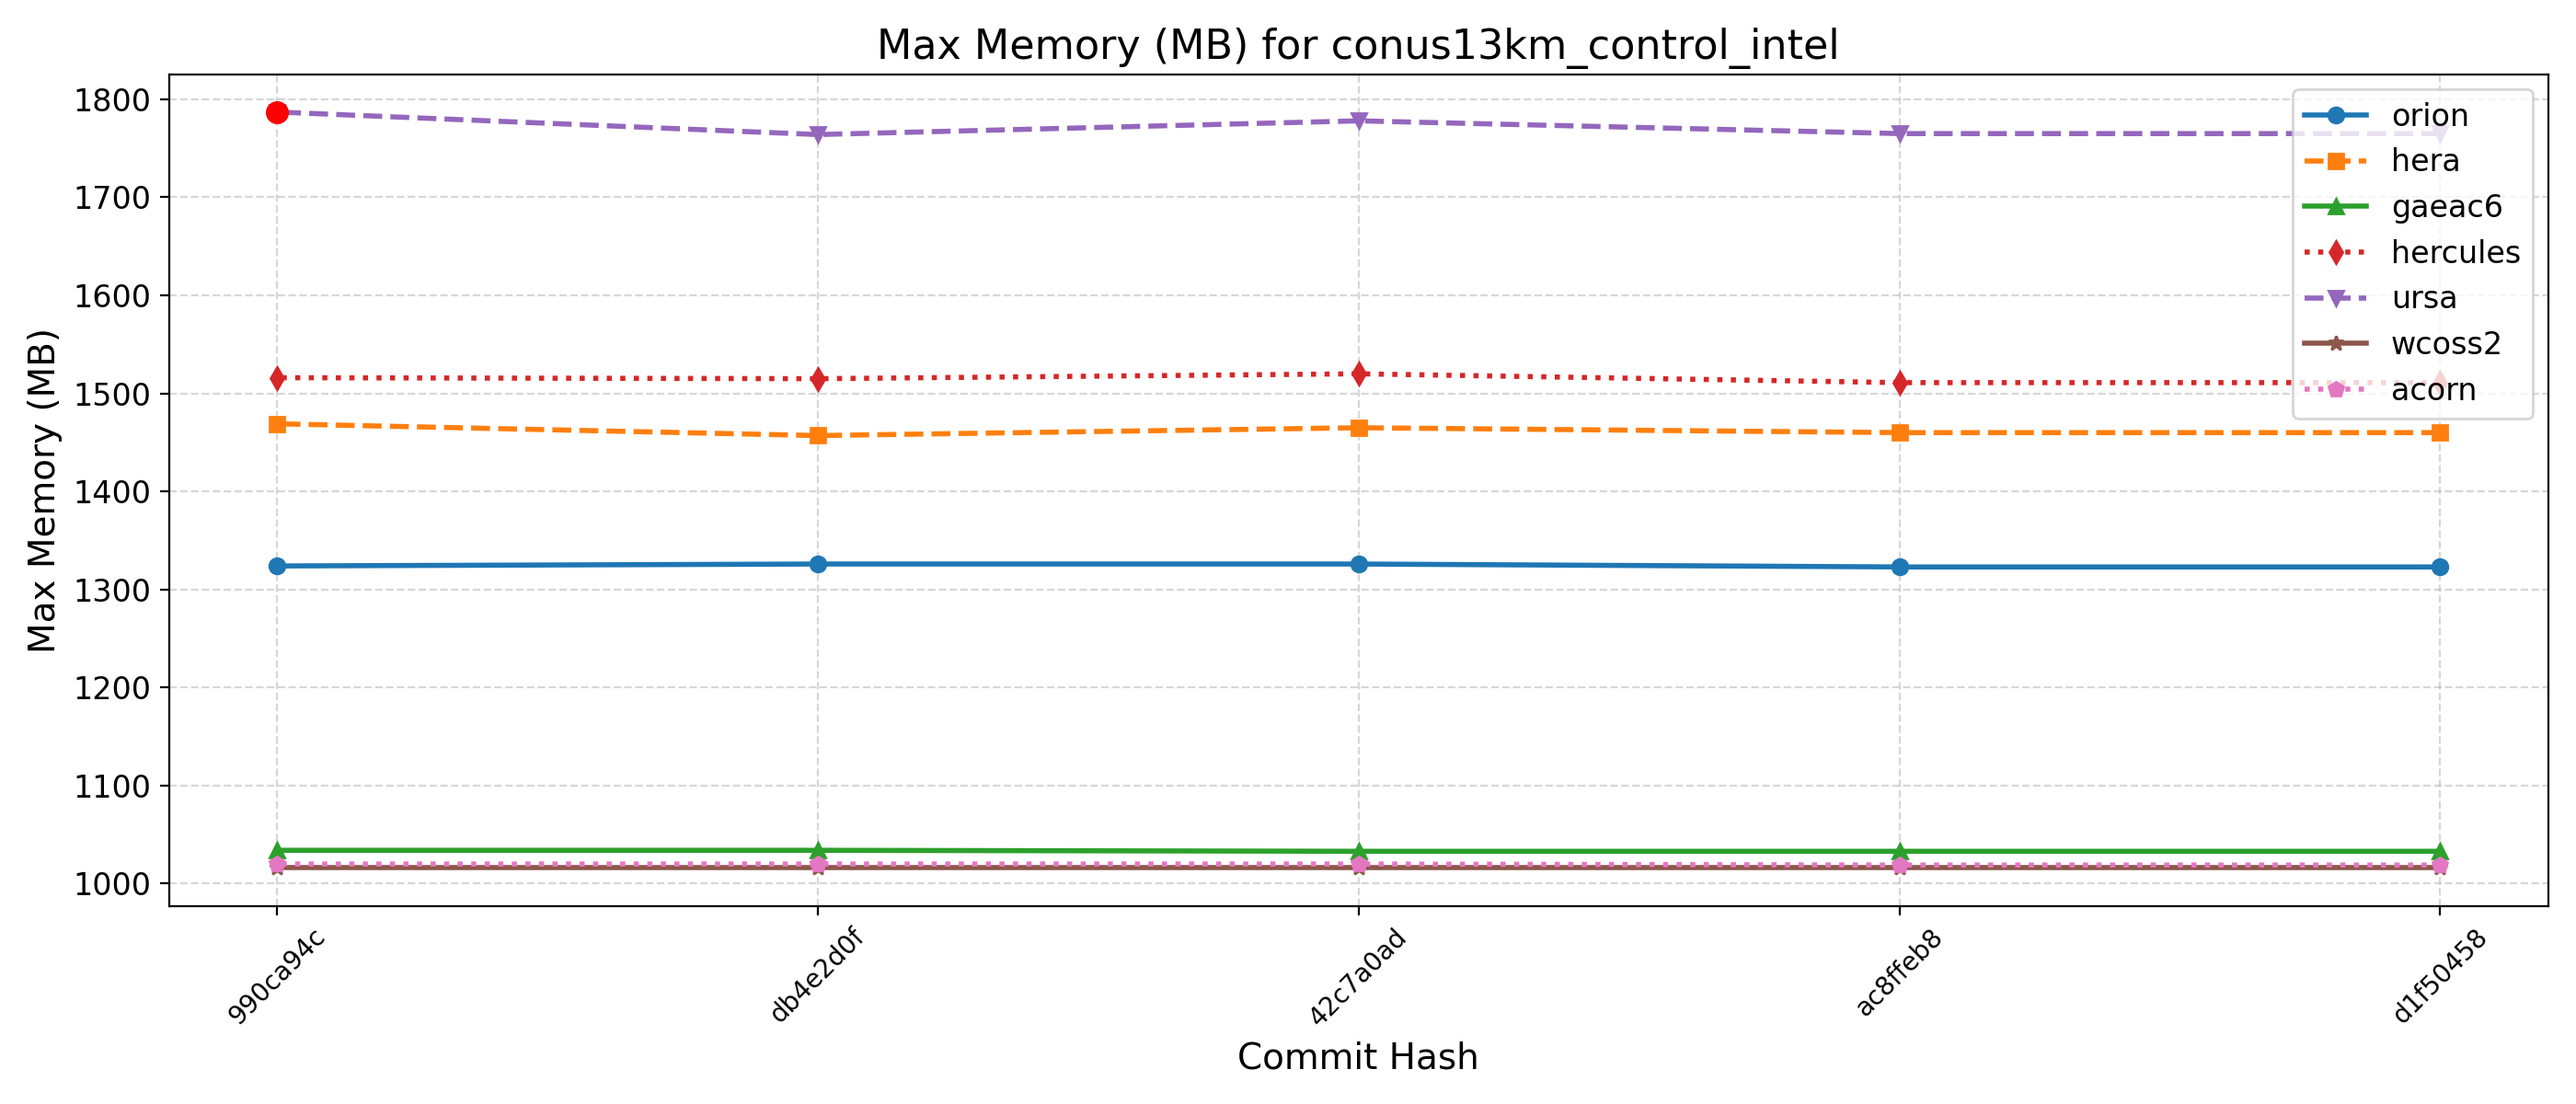 Max Memory (MB) for conus13km_control_intel
Max Memory (MB)
1800
1700
1600
1500
1400
1300
1200
1100
1000
orion
hera
gaeac6
hercules
ursa
wcoss2
acorn
990ca94c
db4e2d0f
42c7a0ad
ac8ffeb8
d1f50458
Commit Hash